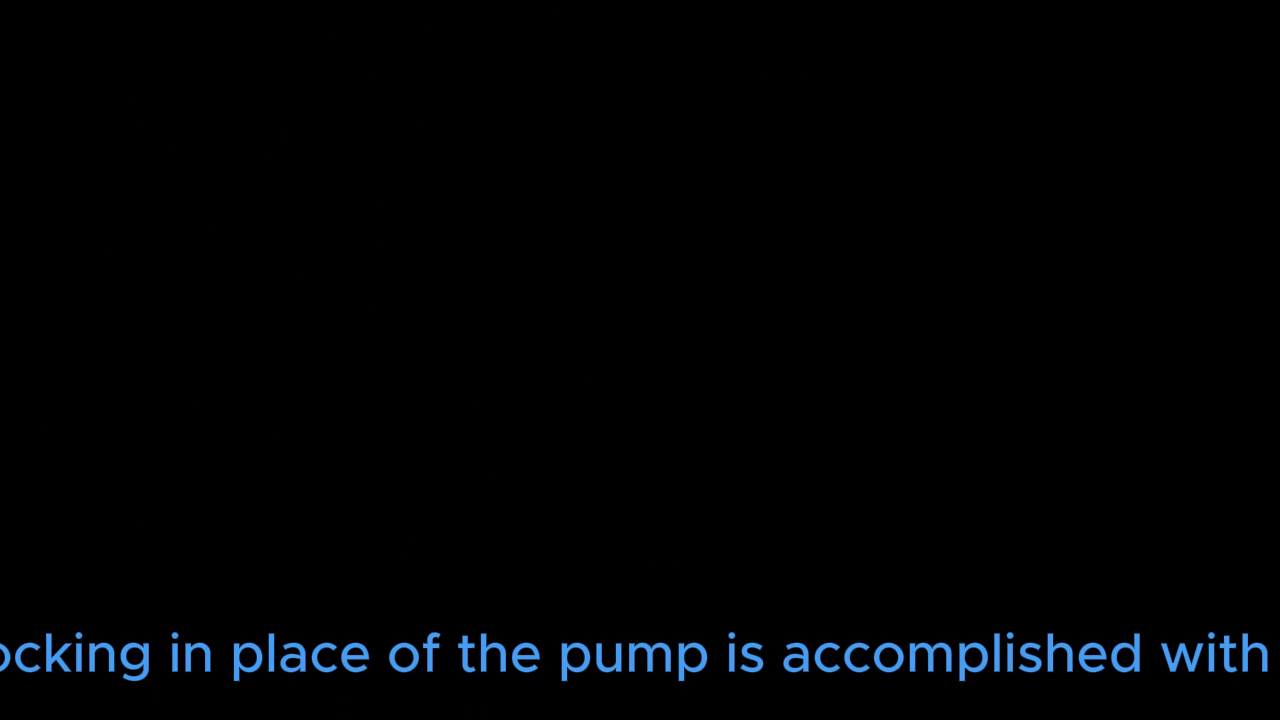 ocking in place of the pump is accomplished with